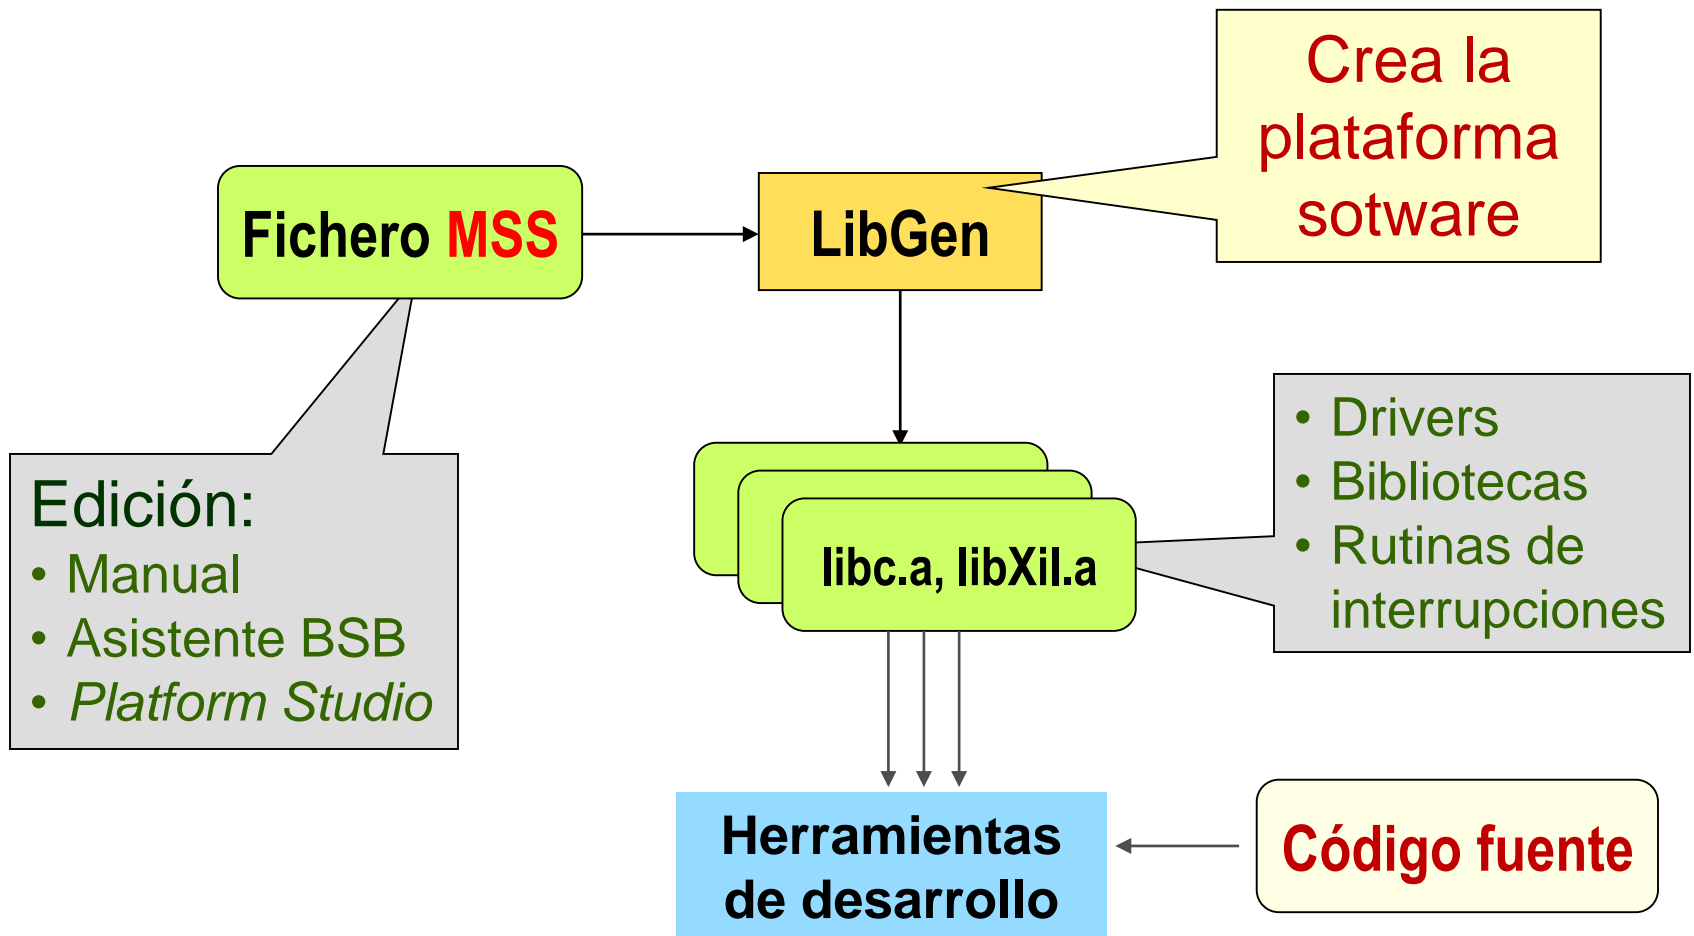 Crea la
plataforma
sotware
Fichero MSS
LibGen
Edición:
• Manual
• Asistente BSB
• Platform Studio
• Drivers
• Bibliotecas
• Rutinas de
interrupciones
libc.a, libXil.a
Herramientas
de desarrollo
Código fuente